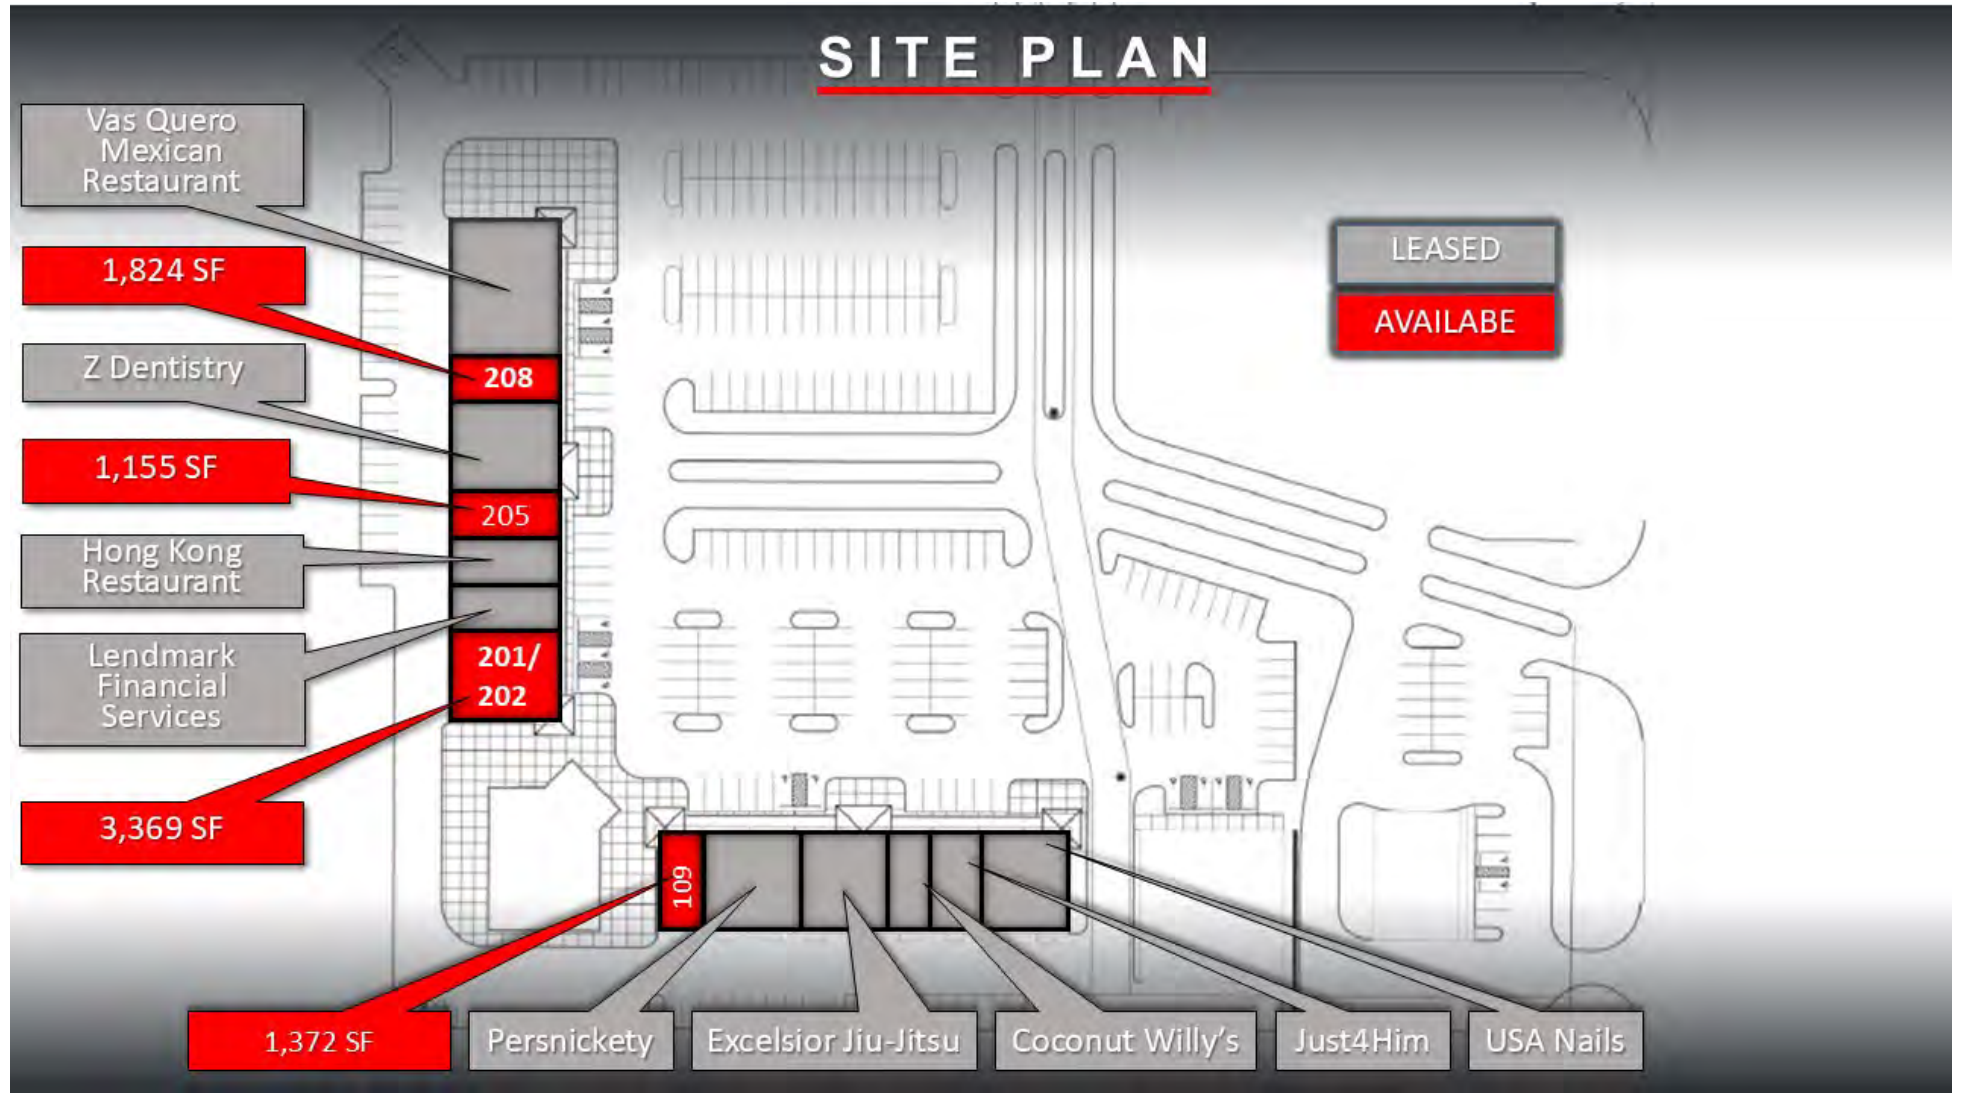 SITE PLAN
Vas Quero
Mexican
Restaurant
1,824 SF
Z Dentistry
1,155 SF
Hong Kong
Restaurant
Lendmark
Financial
Services
3,369 SF
208
205
201/
202
LEASED
AVAILABE
109
1,372 SF
Persnickety
Excelsior Jiu-Jitsu
Coconut Willy's
Just4Him
USA Nails